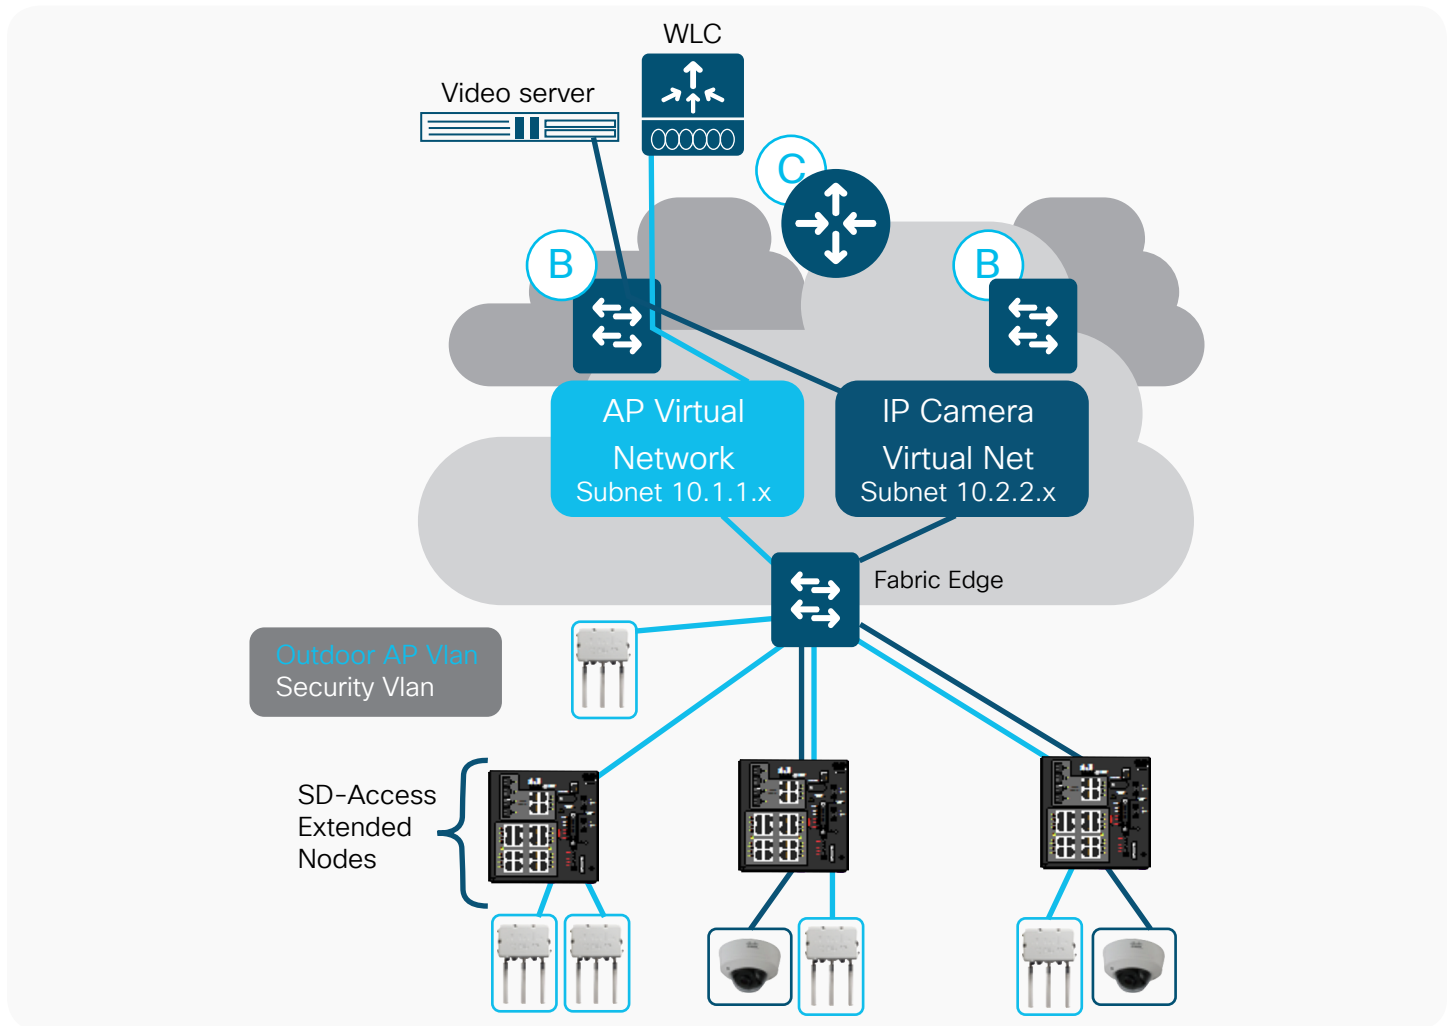 WLC
Video server
C
B
B
AP Virtual
Network
Subnet 10.1.1.x
IP Camera
Virtual Net
Subnet 10.2.2.x
Fabric Edge
Outdoor AP Vlan
Security Vlan
SD-Access
Extended
Nodes